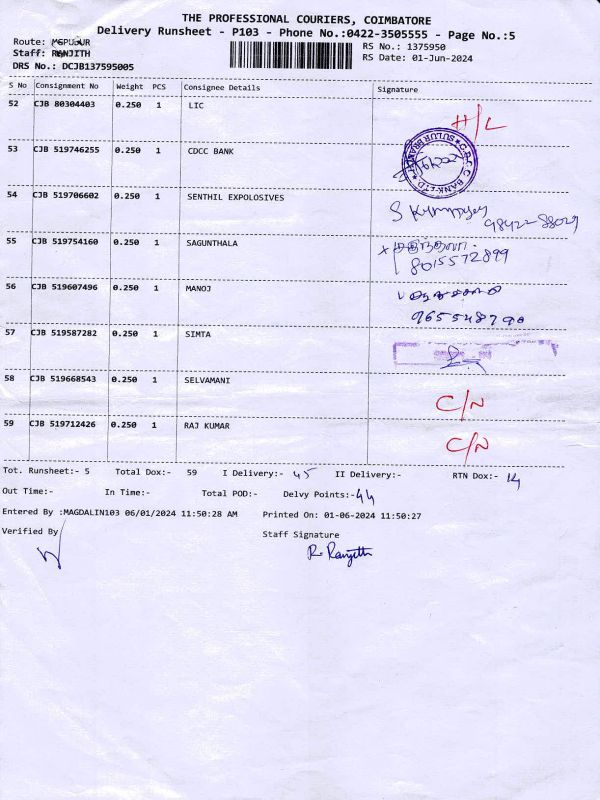 THE PROFESSIONAL COURIERS, COIMBATORE
Delivery Runsheet - P103 - Phone No.:0422-3505555 - Page No.:5
Route: MGPUDUR
RS No.: 1375950
Staff: RANJITH
RS Date: 01-Jun-2024
DRS No.: DCJB137595005
S No Consignment No Weight PCS Consignee Details Signature
52 CJB 80304403 0.250 1 LIC H/L
53 CJB 519746255 0.250 1 CDCC BANK
C.D.C.C BANK-LTD. * SULUR BRANCH *
54 CJB 519706602 0.250 1 SENTHIL EXPOLOSIVES
98422-88029
55 CJB 519754160 0.250 1 SAGUNTHALA
8015572899
56 CJB 519607496 0.250 1 MANOJ
57 CJB 519587282 0.250 1 SIMTA
58 CJB 519668543 0.250 1 SELVAMANI C/N
59 CJB 519712426 0.250 1 RAJ KUMAR C/N
Tot. Runsheet:- 5 Total Dox:- 59 I Delivery:- 45 II Delivery:- RTN Dox:- 14
Out Time:- In Time:- Total POD:- Delvy Points:-44
Entered By :MAGDALIN103 06/01/2024 11:50:28 AM Printed On: 01-06-2024 11:50:27
Verified By Staff Signature
R. Ranjith